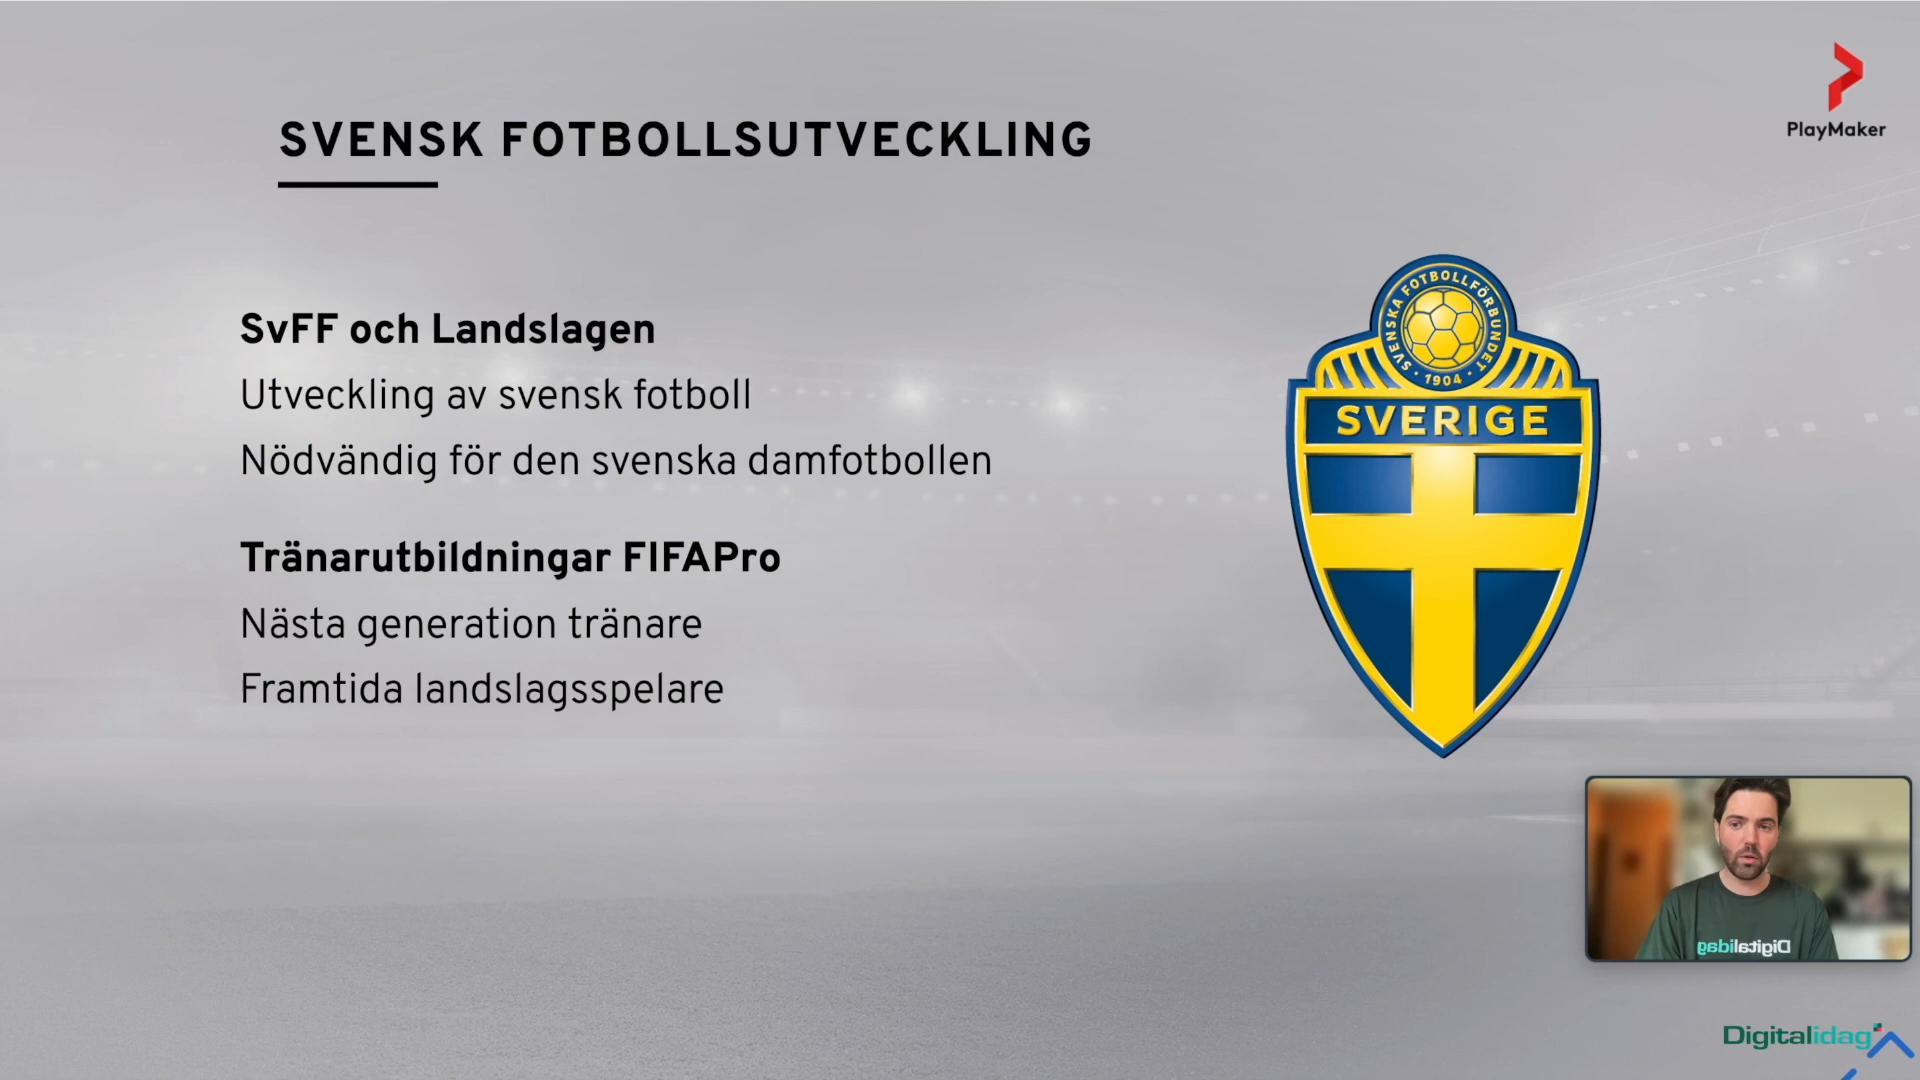 PlayMaker
SVENSK FOTBOLLSUTVECKLING
SvFF och Landslagen
Utveckling av svensk fotboll
Nödvändig för den svenska damfotbollen
Tränarutbildningar FIFAPro
Nästa generation tränare
Framtida landslagsspelare
SVENSKA FOTBOLLFÖRBUNDET
· 1904 ·
SVERIGE
Digitalidag
Digitalidag